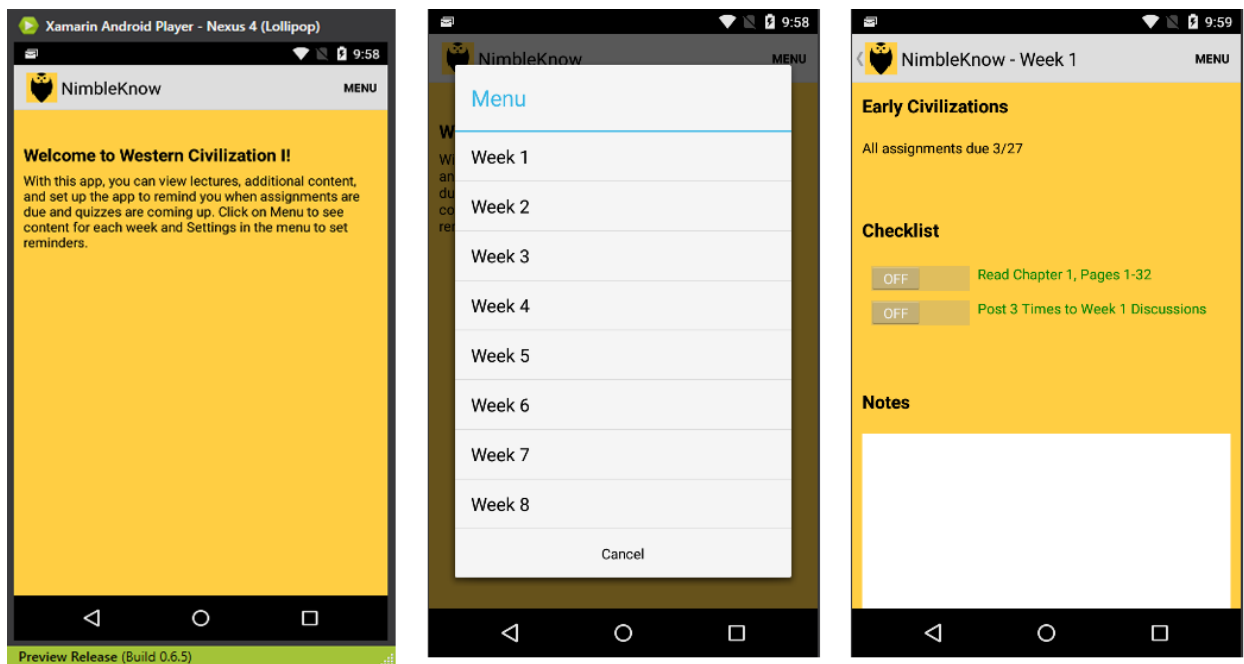 Xamarin Android Player - Nexus 4 (Lollipop)
9:58
NimbleKnow
MENU
Welcome to Western Civilization I!
With this app, you can view lectures, additional content,
and set up the app to remind you when assignments are
due and quizzes are coming up. Click on Menu to see
content for each week and Settings in the menu to set
reminders.
Preview Release (Build 0.6.5)
9:58
NimbleKnow
MENU
Menu
Week 1
Week 2
Week 3
Week 4
Week 5
Week 6
Week 7
Week 8
Cancel
9:59
NimbleKnow - Week 1
MENU
Early Civilizations
All assignments due 3/27
Checklist
OFF
Read Chapter 1, Pages 1-32
OFF
Post 3 Times to Week 1 Discussions
Notes